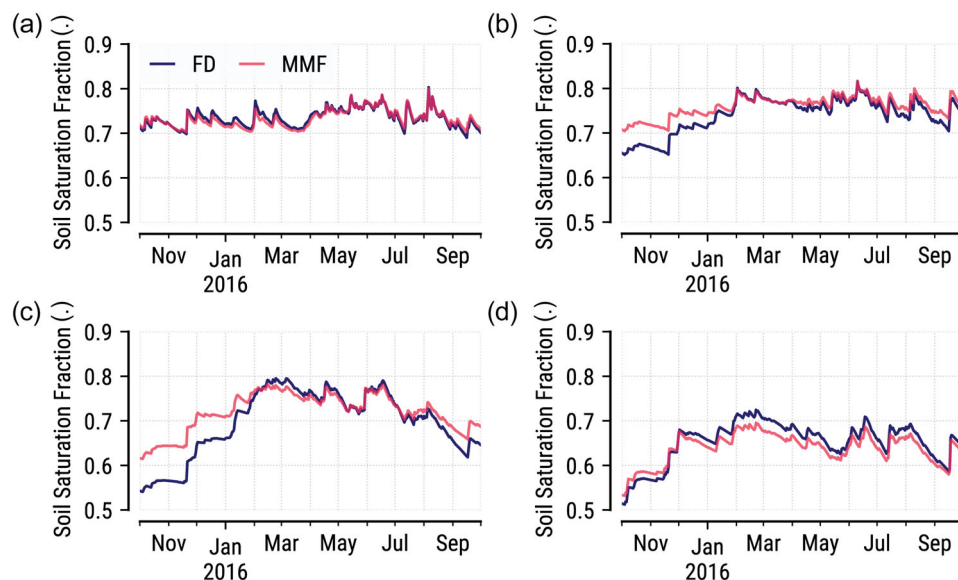 (a)
Soil Saturation Fraction (.)
0.9
0.8
0.7
0.6
0.5
FD MMF
Nov Jan Mar May Jul Sep
2016
(b)
Soil Saturation Fraction (.)
0.9
0.8
0.7
0.6
0.5
Nov Jan Mar May Jul Sep
2016
(c)
Soil Saturation Fraction (.)
0.9
0.8
0.7
0.6
0.5
Nov Jan Mar May Jul Sep
2016
(d)
Soil Saturation Fraction (.)
0.9
0.8
0.7
0.6
0.5
Nov Jan Mar May Jul Sep
2016